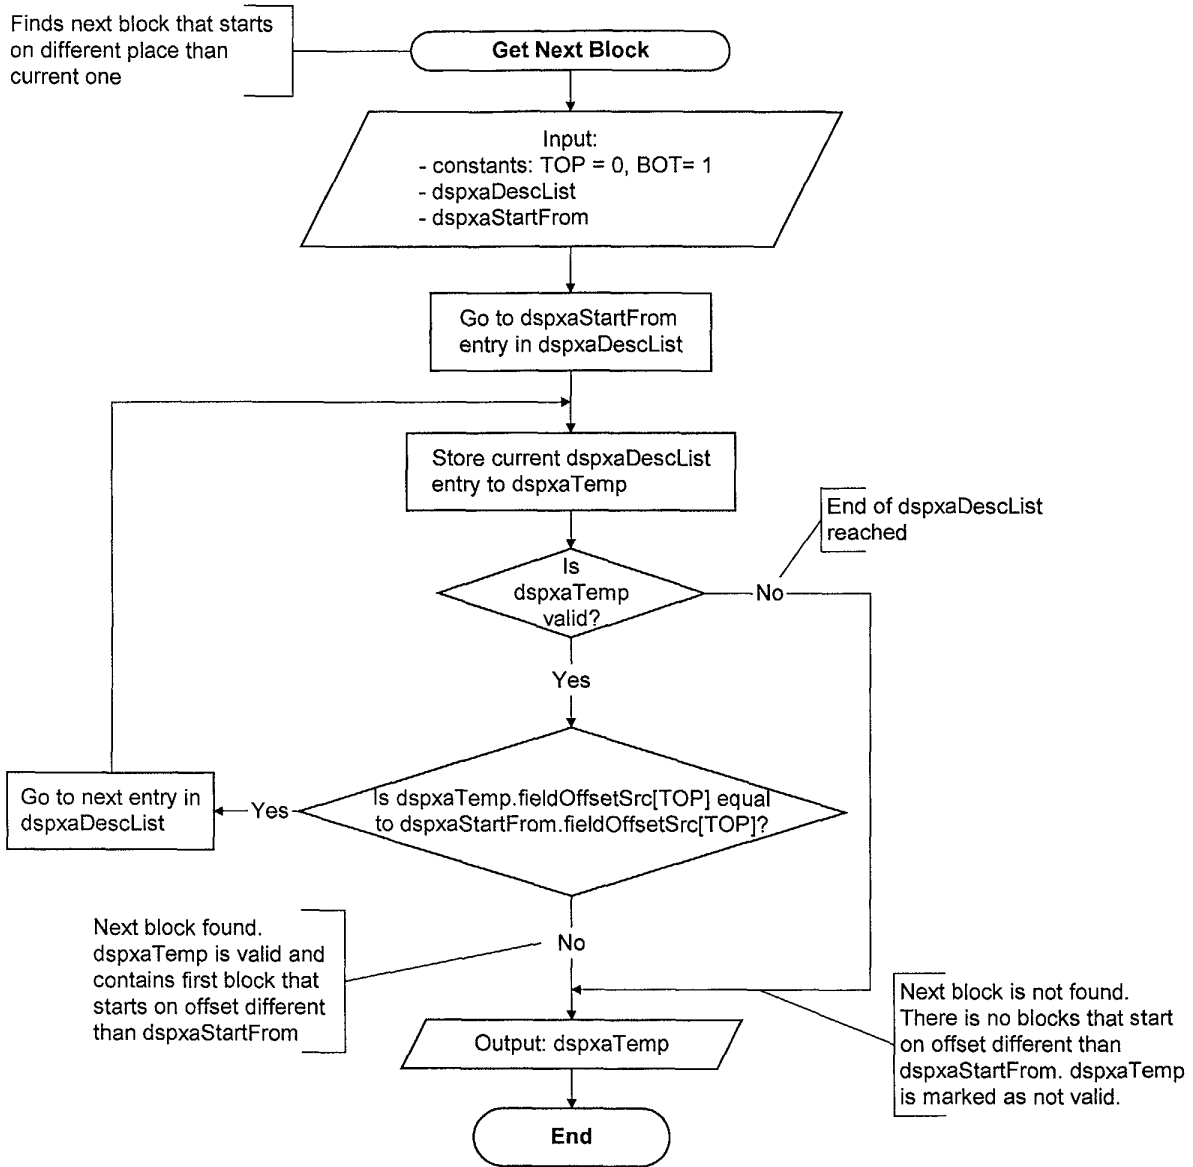 Finds next block that starts
on different place than
current one
Get Next Block
Input:
- constants: TOP = 0, BOT= 1
- dspxaDescList
- dspxaStartFrom
Go to dspxaStartFrom
entry in dspxaDescList
Store current dspxaDescList
entry to dspxaTemp
End of dspxaDescList
reached
Is
dspxaTemp
valid?
No
Yes
Is dspxaTemp.fieldOffsetSrc[TOP] equal
to dspxaStartFrom.fieldOffsetSrc[TOP]?
Yes
Go to next entry in
dspxaDescList
Next block found.
dspxaTemp is valid and
contains first block that
starts on offset different
than dspxaStartFrom
No
Next block is not found.
There is no blocks that start
on offset different than
dspxaStartFrom. dspxaTemp
is marked as not valid.
Output: dspxaTemp
End